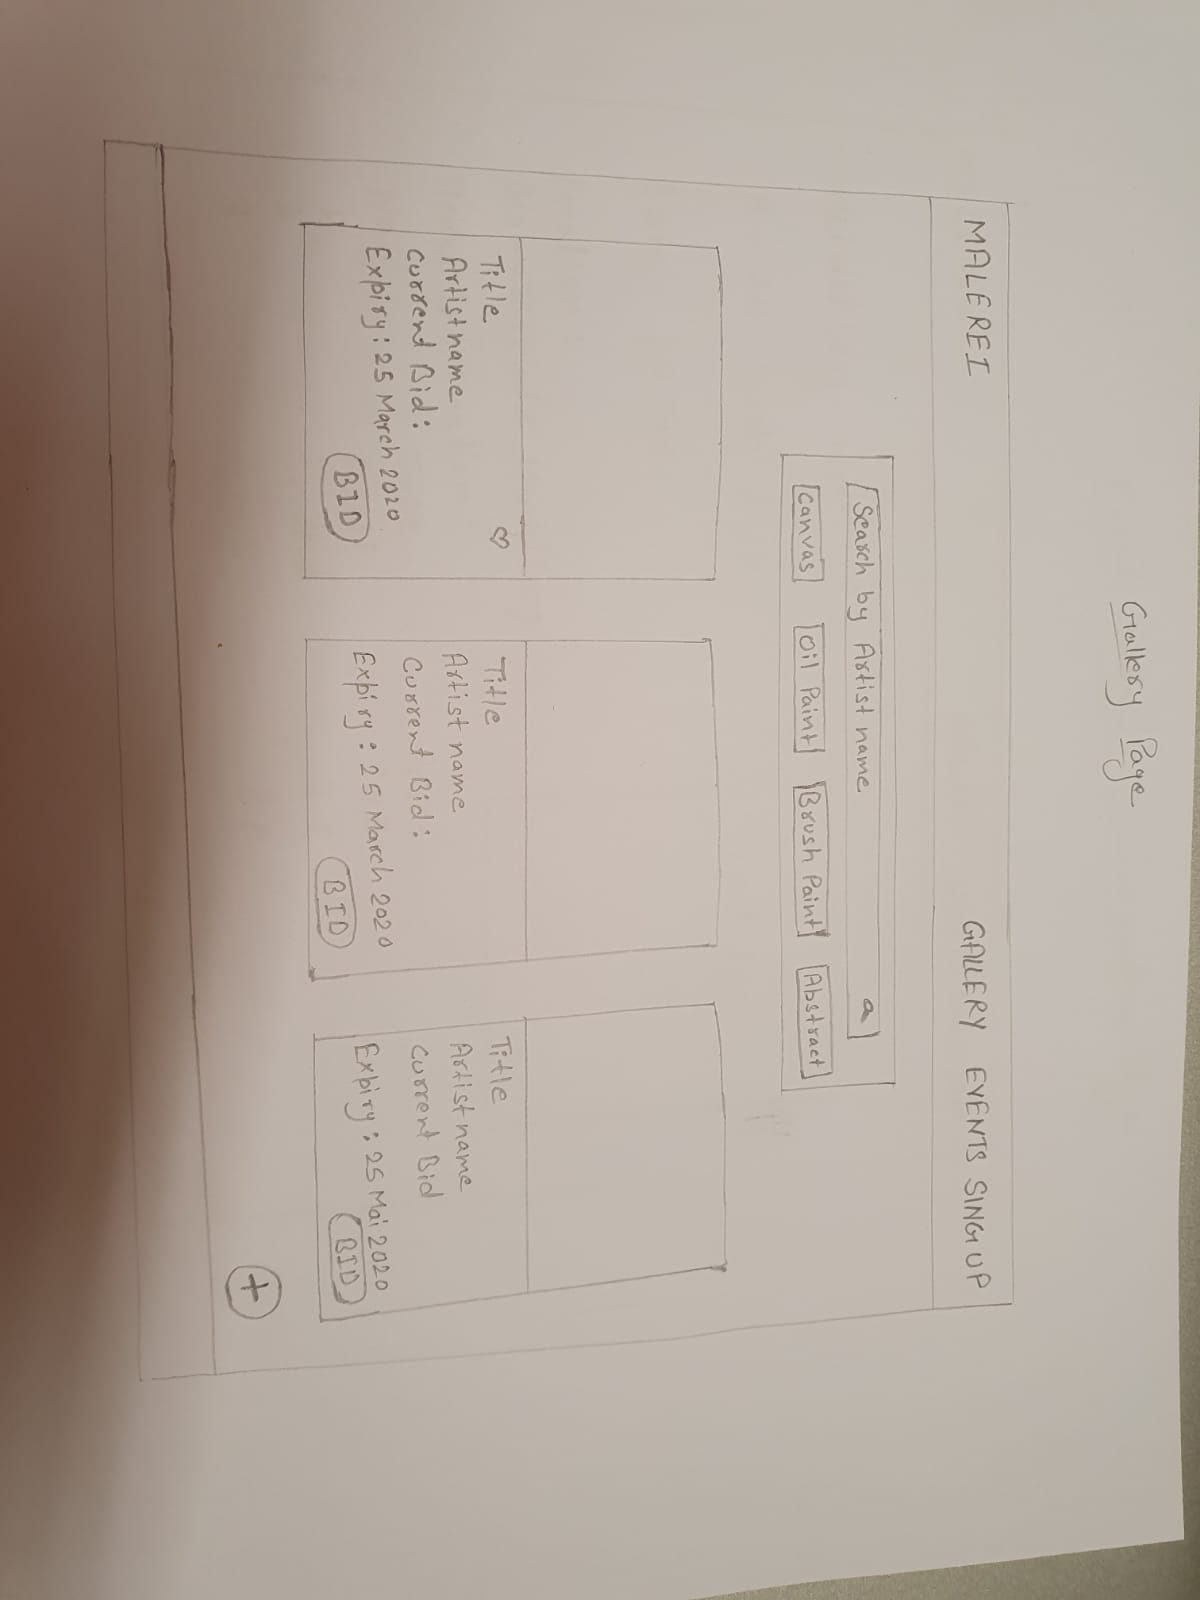 Gallery Page
MALEREI GALLERY EVENTS SINGUP
Search by Artist name
Canvas Oil Paint Brush Paint Abstract
Title
Artist name
Current Bid:
Expiry: 25 March 2020
BID
Title
Artist name
Current Bid:
Expiry: 25 March 2020
BID
Title
Artist name
Current Bid
Expiry: 25 Mai 2020
BID
+